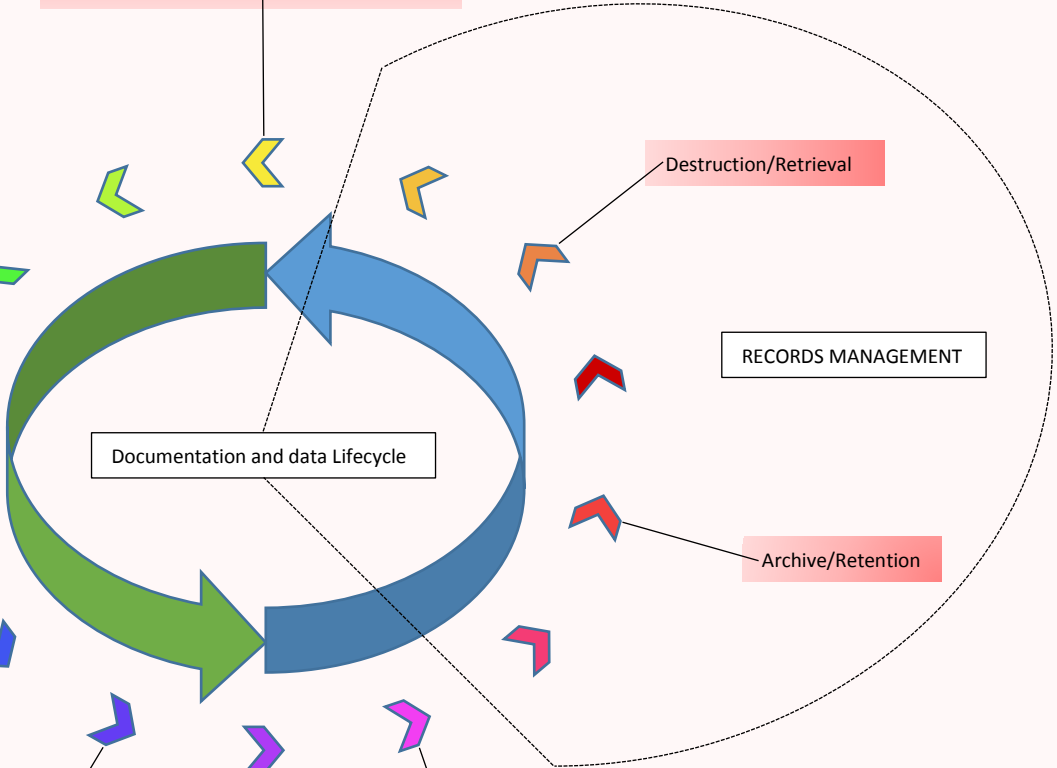 Destruction/Retrieval
RECORDS MANAGEMENT
Documentation and data Lifecycle
Archive/Retention